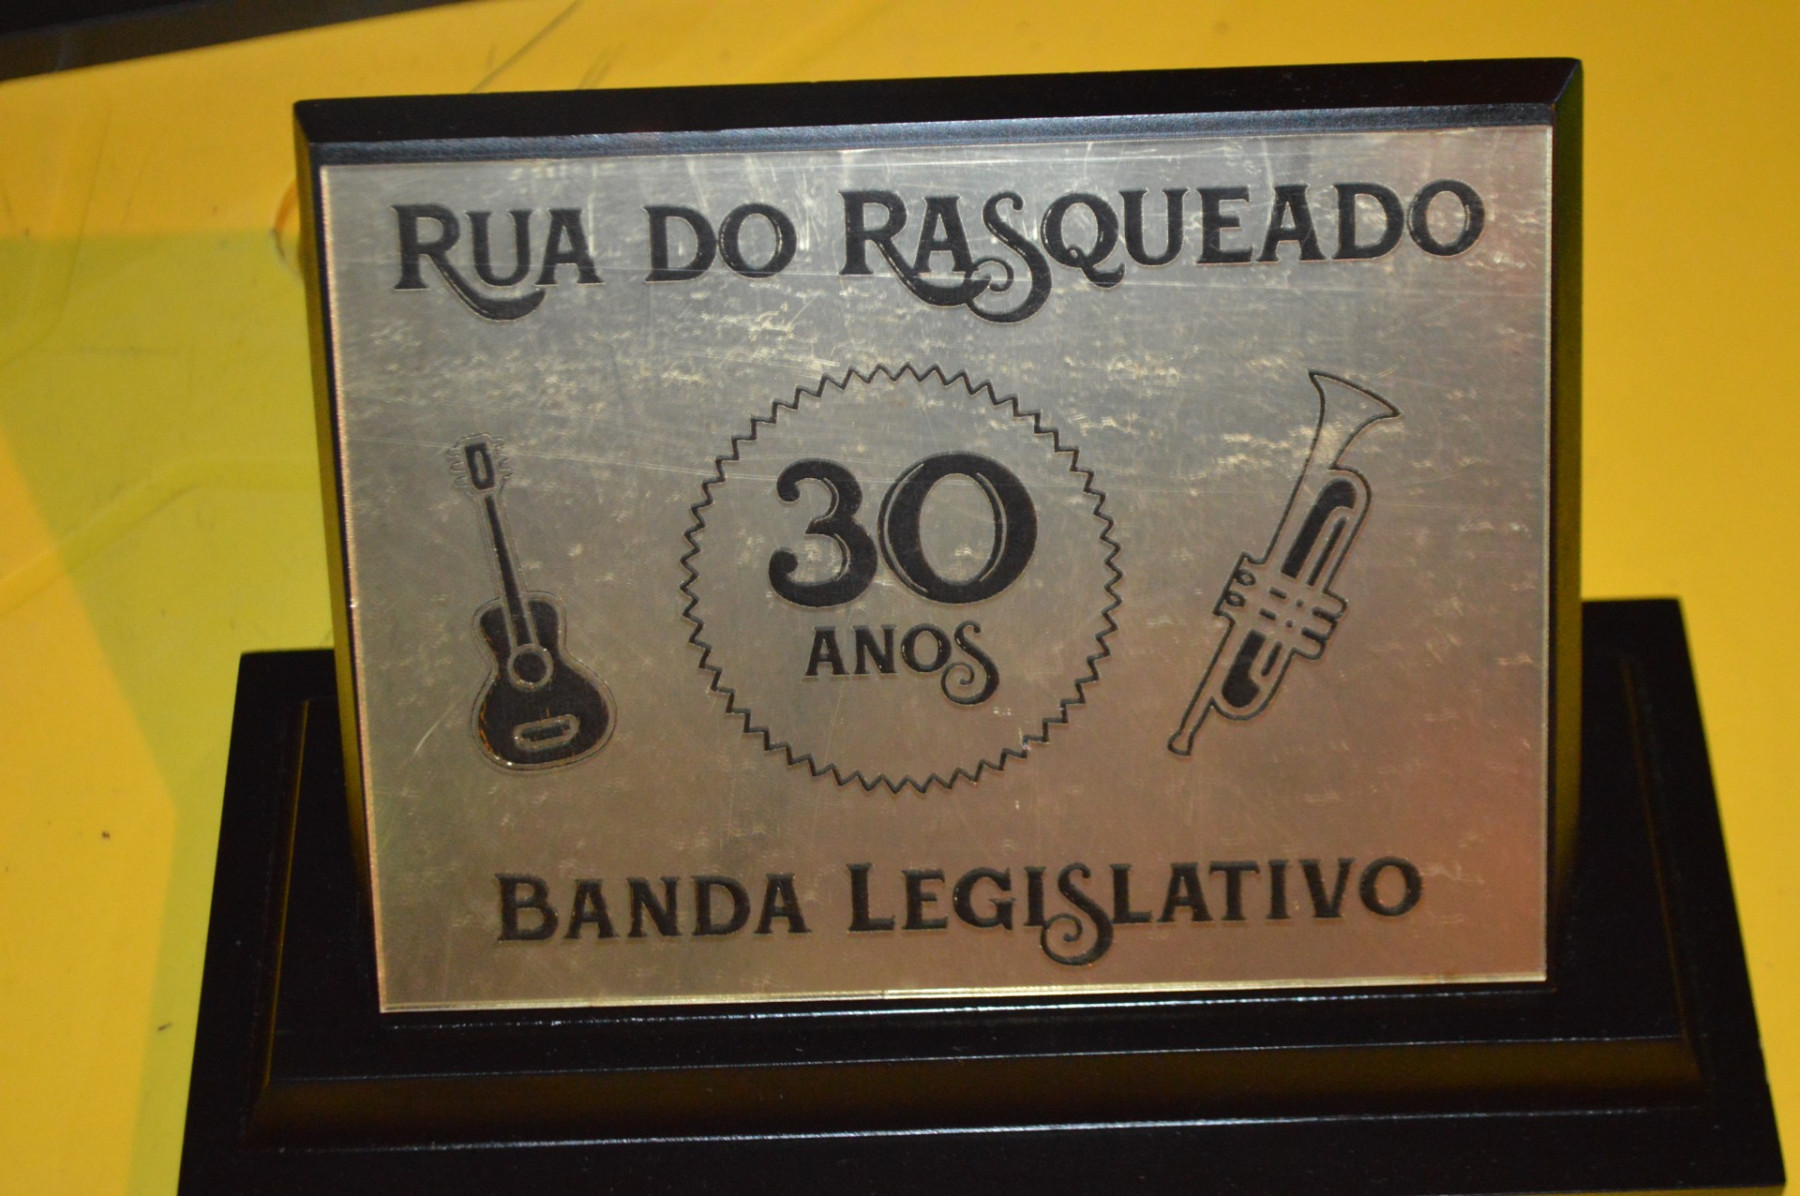 RUA DO RASQUEADO
30
ANOS
BANDA LEGISLATIVO